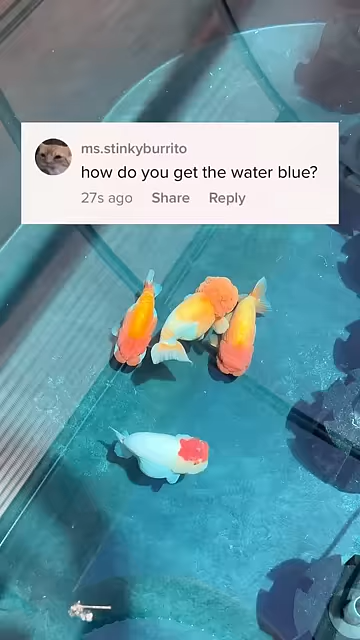 ms.stinkyburrito
how do you get the water blue?
27s ago Share Reply